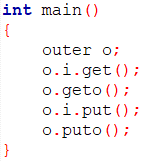 int main()
{
    outer o;
    o.i.get();
    o.geto();
    o.i.put();
    o.puto();
}